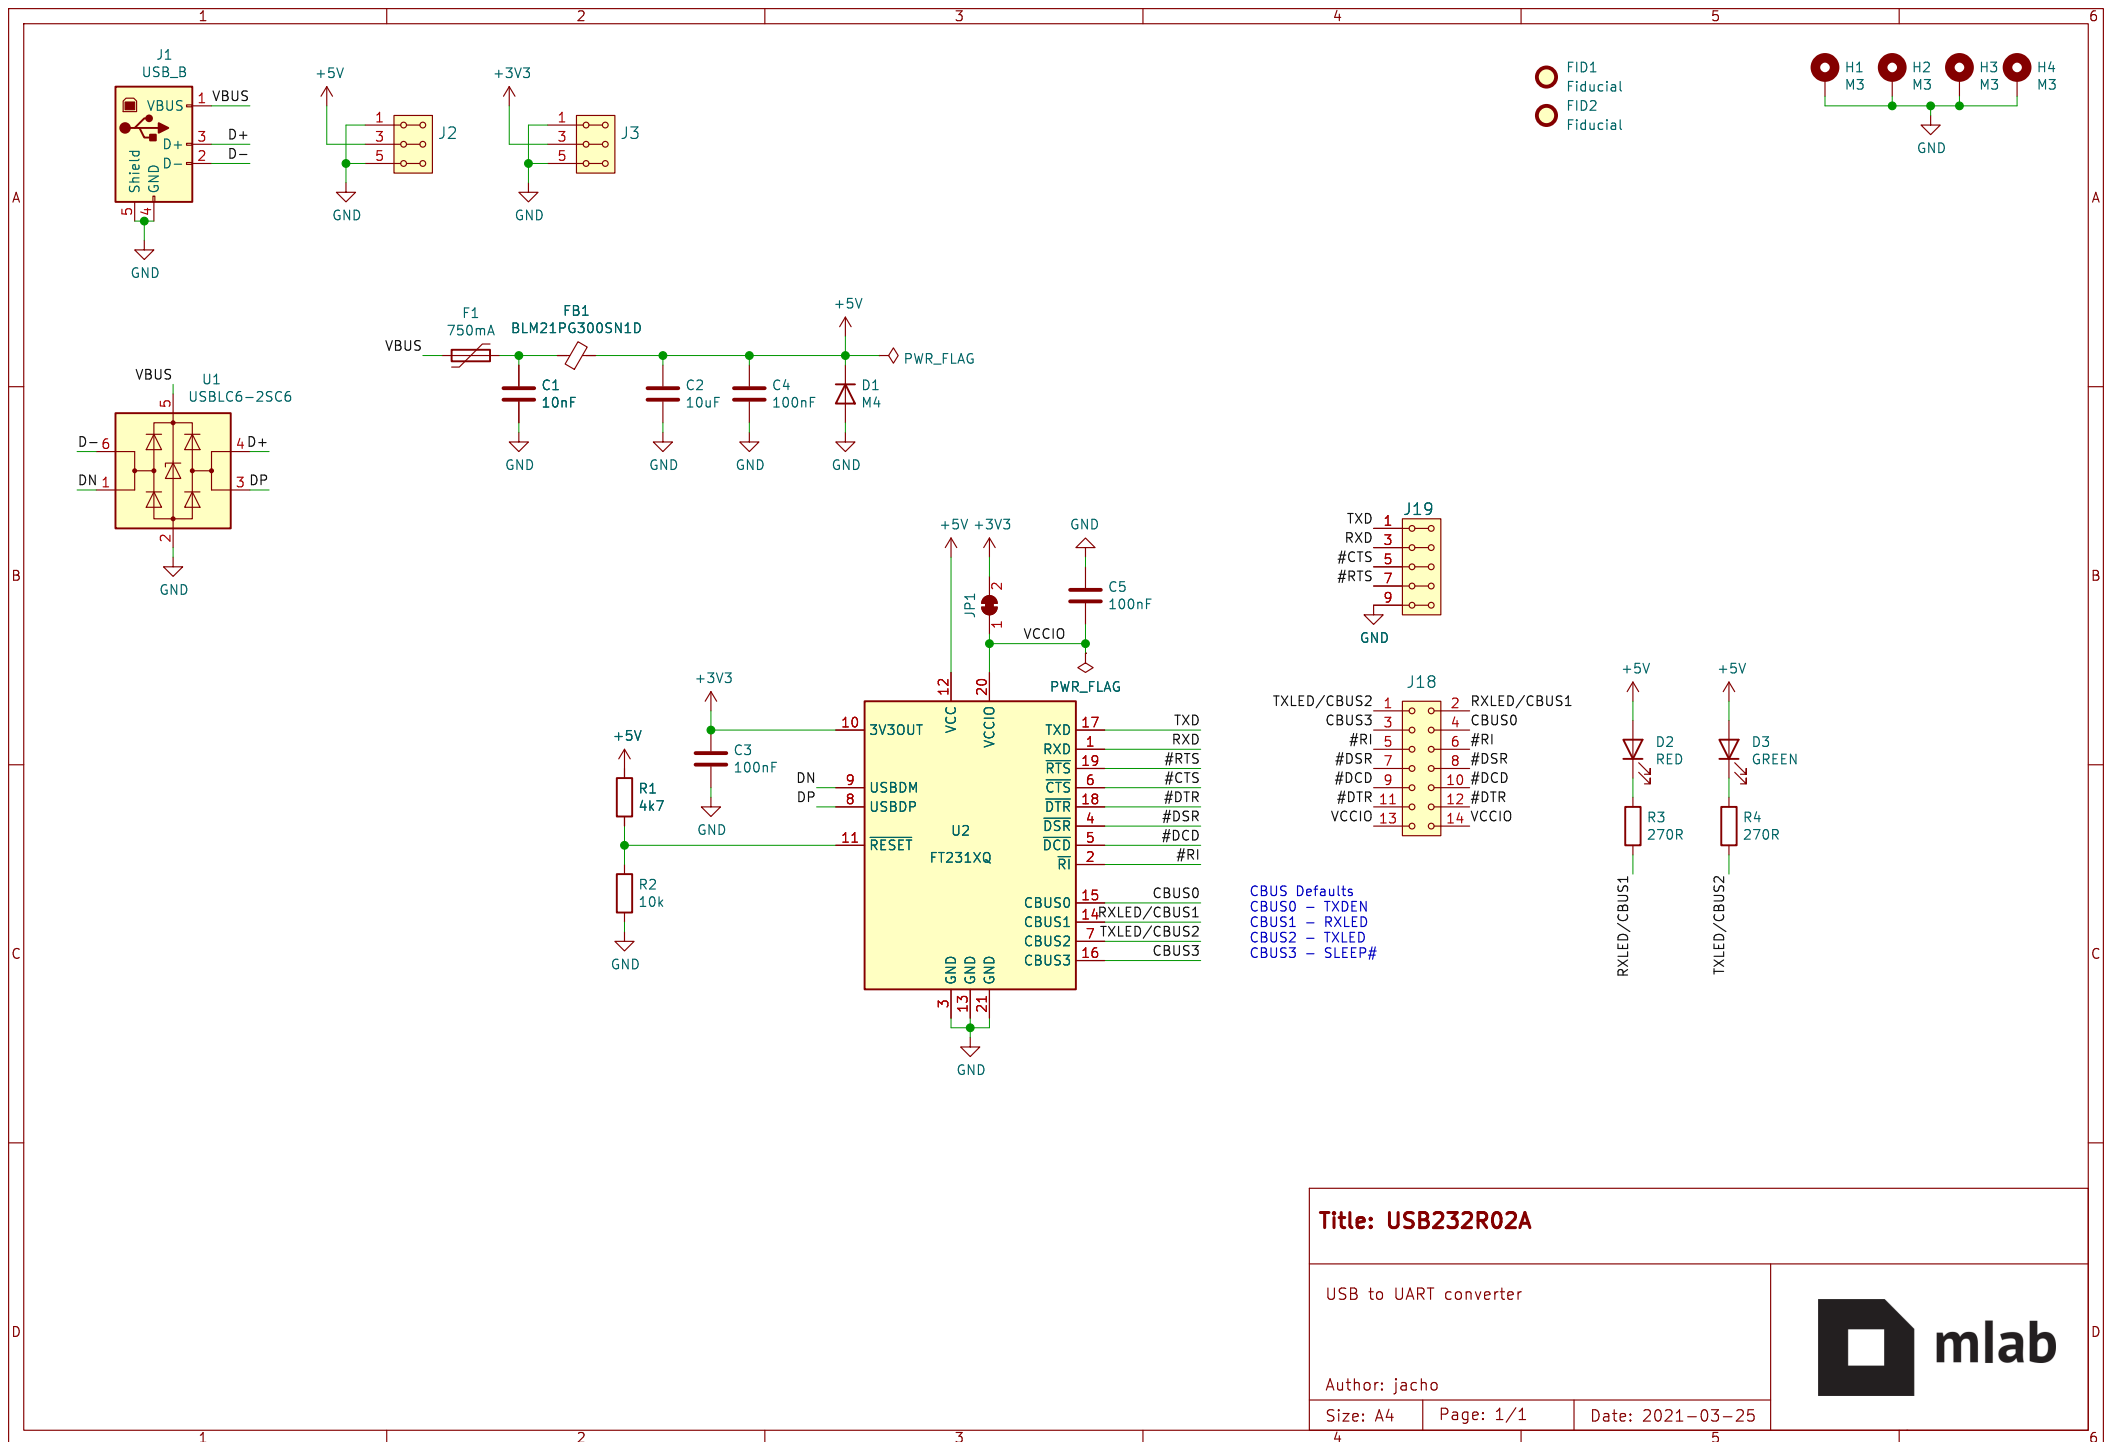 1 2 3 4 5 6
A A
B B
C C
D D
1 2 3 4 5 6
J1
USB_B
VBUS 1 VBUS
D+ 3 D+
D- 2 D-
Shield
GND
5 4
GND
+5V
1
3
5
J2
GND
+3V3
1
3
5
J3
GND
FID1
Fiducial
FID2
Fiducial
H1
M3
H2
M3
H3
M3
H4
M3
GND
VBUS
F1
750mA
FB1
BLM21PG300SN1D
+5V
PWR_FLAG
C1
10nF
GND
C2
10uF
GND
C4
100nF
GND
D1
M4
GND
VBUS
U1
USBLC6-2SC6
5
D- 6
4 D+
DN 1
3 DP
2
GND
+5V
+3V3
GND
JP1
2
1
C5
100nF
VCCIO
PWR_FLAG
+3V3
C3
100nF
GND
+5V
R1
4k7
R2
10k
GND
DN
DP
12
20
VCC
VCCIO
10 3V3OUT
9 USBDM
8 USBDP
11 RESET
U2
FT231XQ
TXD 17 TXD
RXD 1 RXD
RTS 19 #RTS
CTS 6 #CTS
DTR 18 #DTR
DSR 4 #DSR
DCD 5 #DCD
RI 2 #RI
CBUS0 15 CBUS0
CBUS1 14 RXLED/CBUS1
CBUS2 7 TXLED/CBUS2
CBUS3 16 CBUS3
GND GND GND
3 13 21
GND
J19
TXD 1
RXD 3
#CTS 5
#RTS 7
9
GND
J18
TXLED/CBUS2 1 2 RXLED/CBUS1
CBUS3 3 4 CBUS0
#RI 5 6 #RI
#DSR 7 8 #DSR
#DCD 9 10 #DCD
#DTR 11 12 #DTR
VCCIO 13 14 VCCIO
CBUS Defaults
CBUS0 - TXDEN
CBUS1 - RXLED
CBUS2 - TXLED
CBUS3 - SLEEP#
+5V
D2
RED
R3
270R
RXLED/CBUS1
+5V
D3
GREEN
R4
270R
TXLED/CBUS2
Title: USB232R02A
USB to UART converter
Author: jacho
Size: A4
Page: 1/1
Date: 2021-03-25
mlab